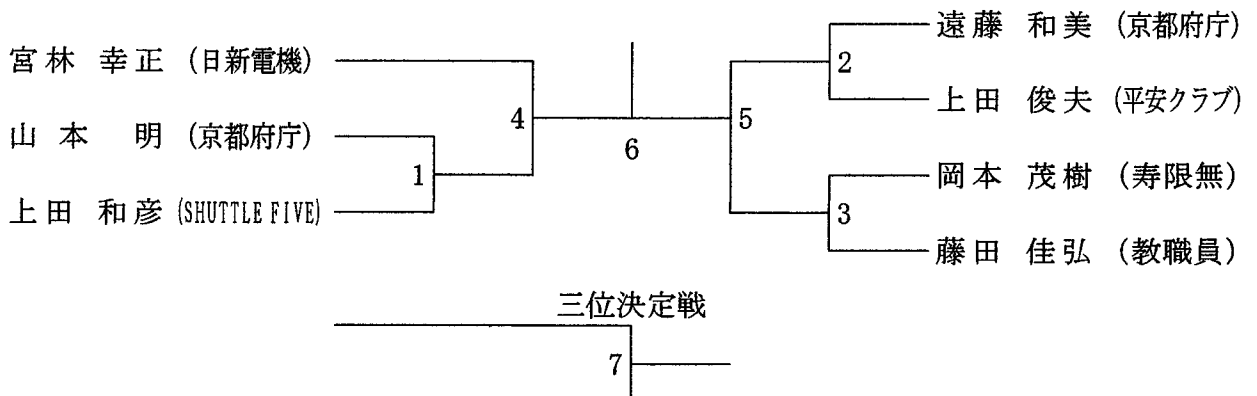 宮林 幸正 (日新電機)
山本 明 (京都府庁)
上田 和彦 (SHUTTLE FIVE)
1
4
6
5
2
3
遠藤 和美 (京都府庁)
上田 俊夫 (平安クラブ)
岡本 茂樹 (寿限無)
藤田 佳弘 (教職員)
三位決定戦
7